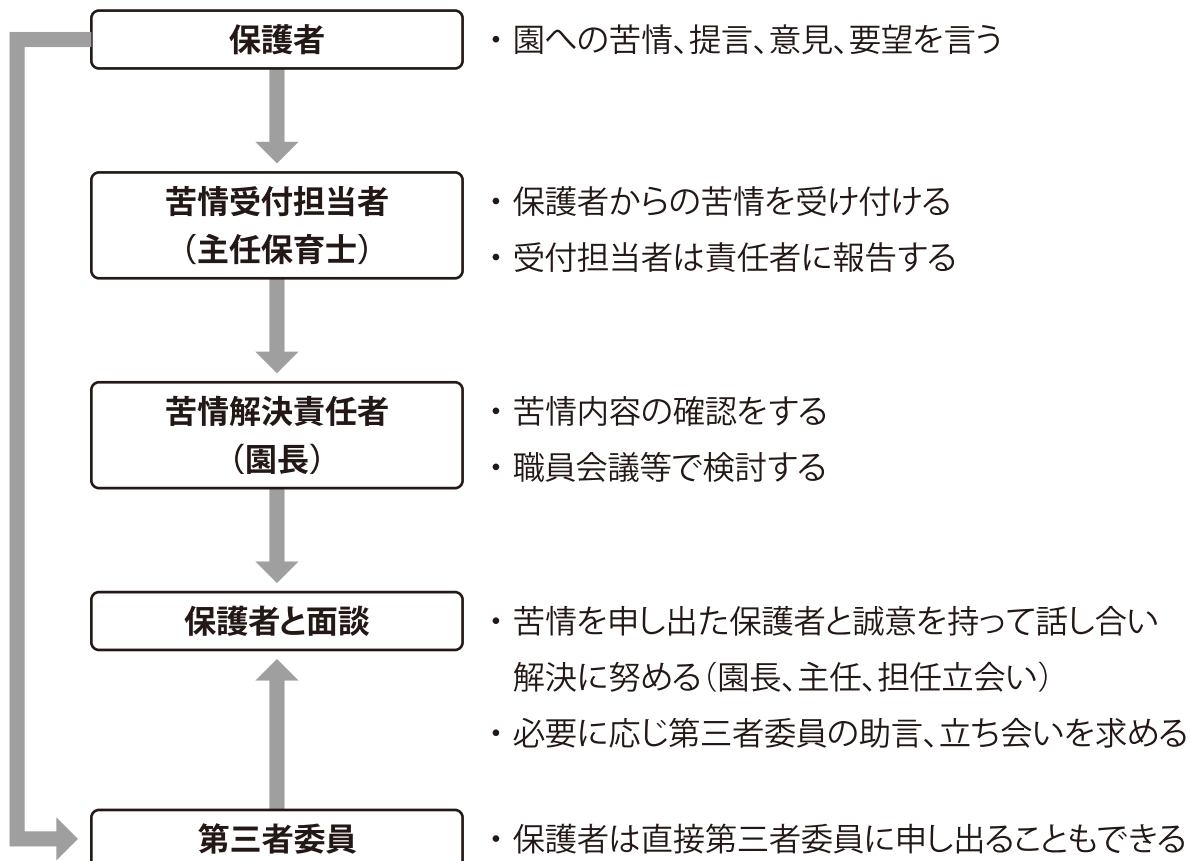 保護者
・園への苦情、提言、意見、要望を言う
苦情受付担当者
（主任保育士）
・保護者からの苦情を受け付ける
・受付担当者は責任者に報告する
苦情解決責任者
（園長）
・苦情内容の確認をする
・職員会議等で検討する
保護者と面談
・苦情を申し出た保護者と誠意を持って話し合い
解決に努める（園長、主任、担任立会い）
・必要に応じ第三者委員の助言、立ち会いを求める
第三者委員
・保護者は直接第三者委員に申し出ることもできる